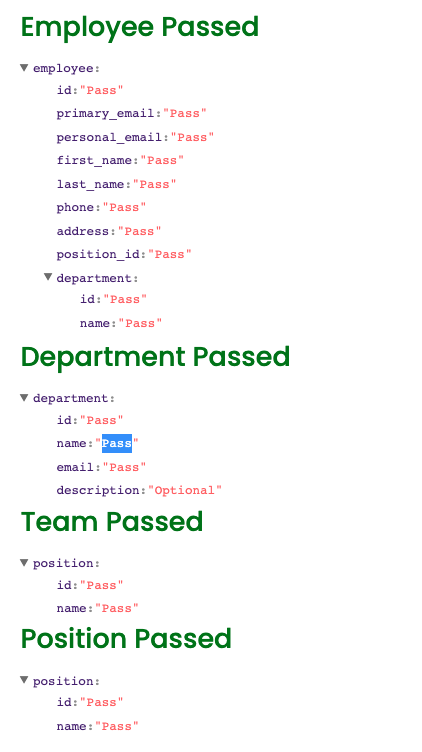 Employee Passed
employee:
id:"Pass"
primary_email:"Pass"
personal_email:"Pass"
first_name:"Pass"
last_name:"Pass"
phone:"Pass"
address:"Pass"
position_id:"Pass"
department:
id:"Pass"
name:"Pass"
Department Passed
department:
id:"Pass"
name:"Pass"
email:"Pass"
description:"Optional"
Team Passed
position:
id:"Pass"
name:"Pass"
Position Passed
position:
id:"Pass"
name:"Pass"